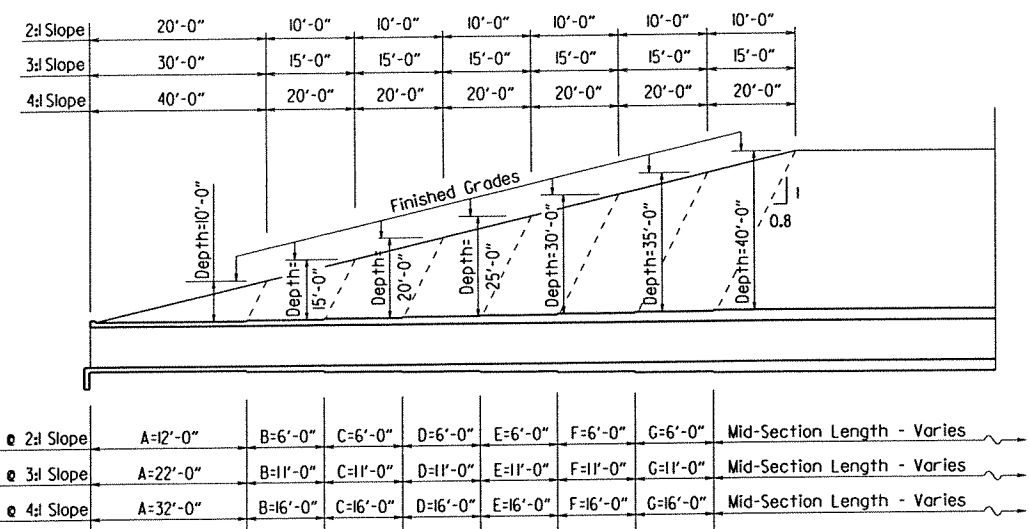 2:1 Slope 20'-0" 10'-0" 10'-0" 10'-0" 10'-0" 10'-0" 10'-0"
3:1 Slope 30'-0" 15'-0" 15'-0" 15'-0" 15'-0" 15'-0" 15'-0"
4:1 Slope 40'-0" 20'-0" 20'-0" 20'-0" 20'-0" 20'-0" 20'-0"
Finished Grades
Depth=10'-0"
Depth=
15'-0"
Depth=
20'-0"
Depth=
25'-0"
Depth=30'-0"
Depth=35'-0"
Depth=40'-0"
1
0.8
@ 2:1 Slope A=12'-0" B=6'-0" C=6'-0" D=6'-0" E=6'-0" F=6'-0" G=6'-0" Mid-Section Length - Varies
@ 3:1 Slope A=22'-0" B=11'-0" C=11'-0" D=11'-0" E=11'-0" F=11'-0" G=11'-0" Mid-Section Length - Varies
@ 4:1 Slope A=32'-0" B=16'-0" C=16'-0" D=16'-0" E=16'-0" F=16'-0" G=16'-0" Mid-Section Length - Varies